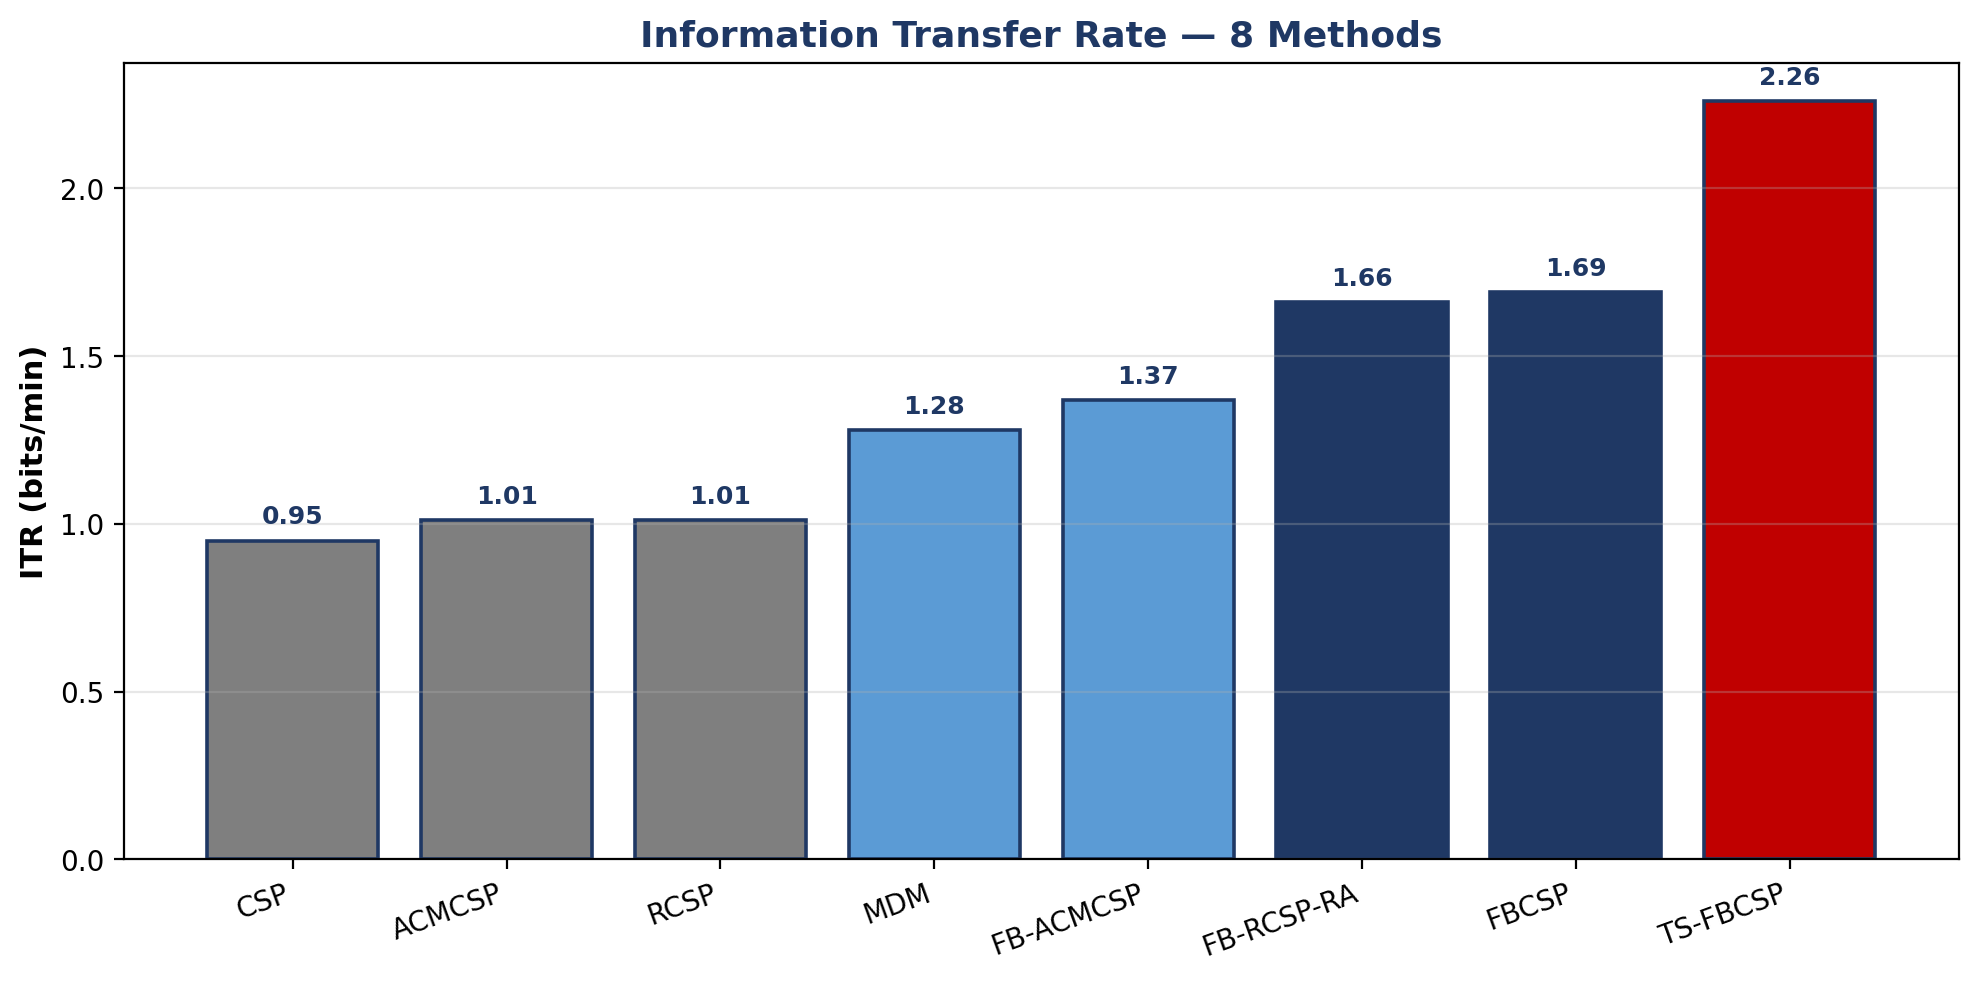 Information Transfer Rate — 8 Methods
ITR (bits/min)
2.0
1.5
1.0
0.5
0.0
0.95
1.01
1.01
1.28
1.37
1.66
1.69
2.26
CSP
ACMCSP
RCSP
MDM
FB-ACMCSP
FB-RCSP-RA
FBCSP
TS-FBCSP